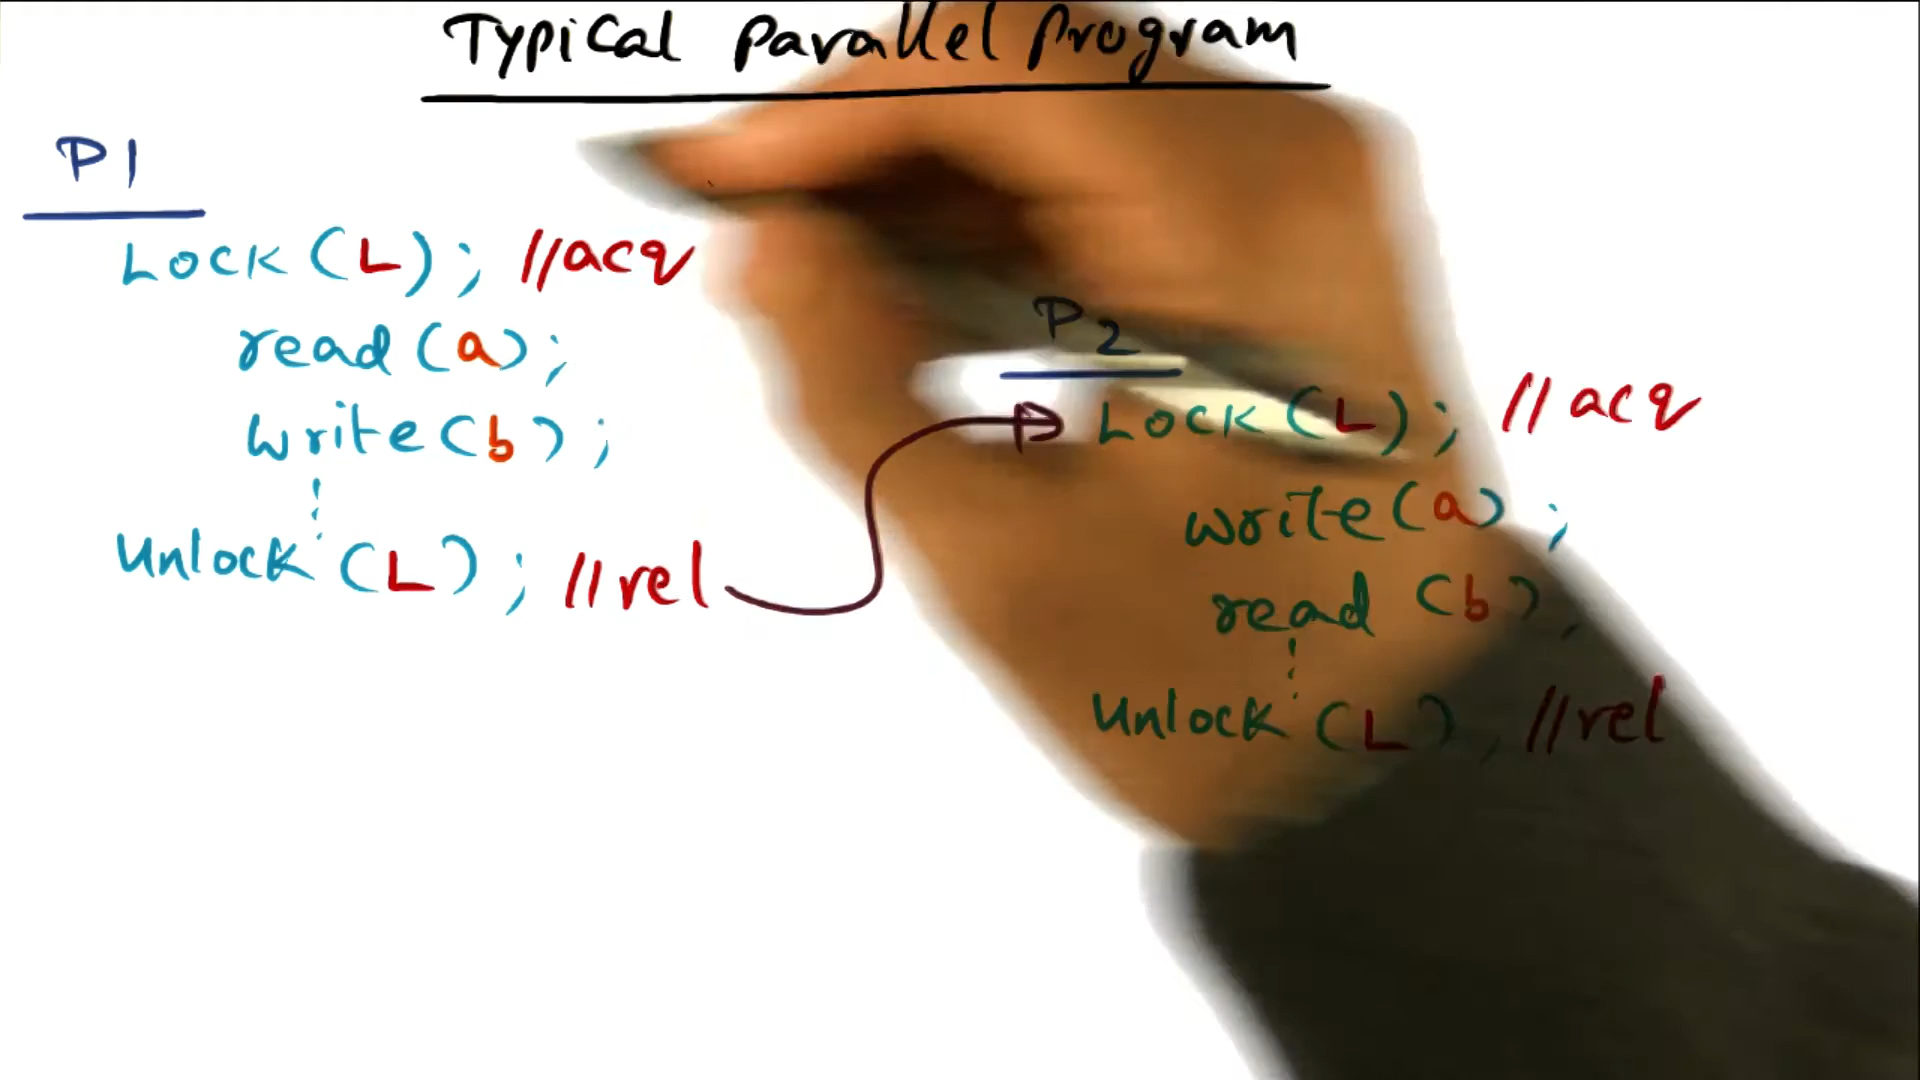 Typical parallel program
P1
Lock(L); //acq
read(a);
write(b);
Unlock(L); //rel
P2
Lock(L); //acq
write(a);
read(b);
Unlock(L); //rel